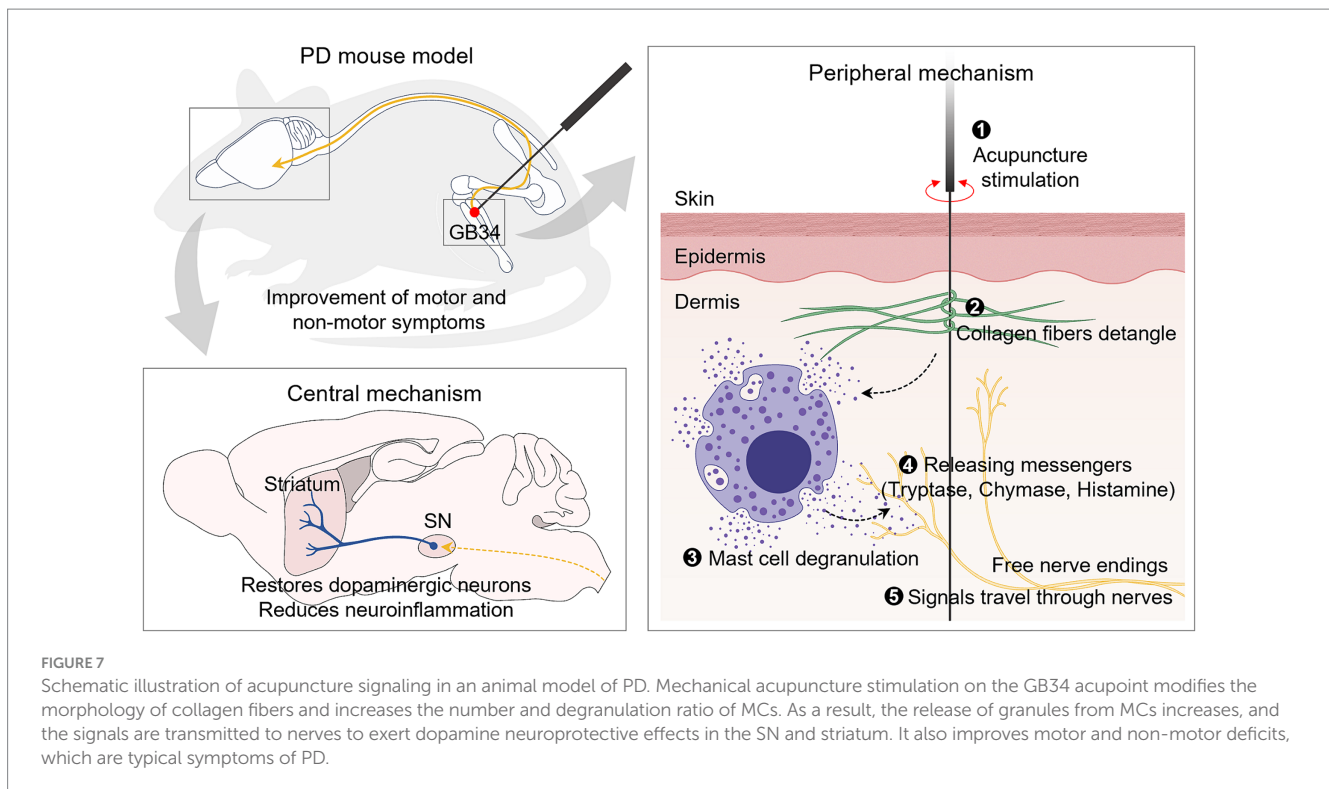 PD mouse model
GB34
Improvement of motor and
non-motor symptoms
Central mechanism
Striatum
SN
Restores dopaminergic neurons
Reduces neuroinflammation
Peripheral mechanism
1
Acupuncture
stimulation
Skin
Epidermis
Dermis
2
Collagen fibers detangle
4 Releasing messengers
(Tryptase, Chymase, Histamine)
3 Mast cell degranulation
Free nerve endings
5 Signals travel through nerves
FIGURE 7
Schematic illustration of acupuncture signaling in an animal model of PD. Mechanical acupuncture stimulation on the GB34 acupoint modifies the
morphology of collagen fibers and increases the number and degranulation ratio of MCs. As a result, the release of granules from MCs increases, and
the signals are transmitted to nerves to exert dopamine neuroprotective effects in the SN and striatum. It also improves motor and non-motor deficits,
which are typical symptoms of PD.